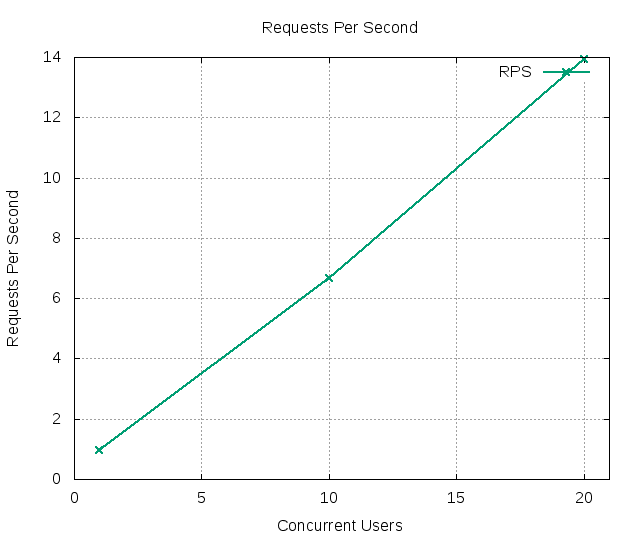 Requests Per Second
RPS
Requests Per Second
14
12
10
8
6
4
2
0
0 5 10 15 20
Concurrent Users